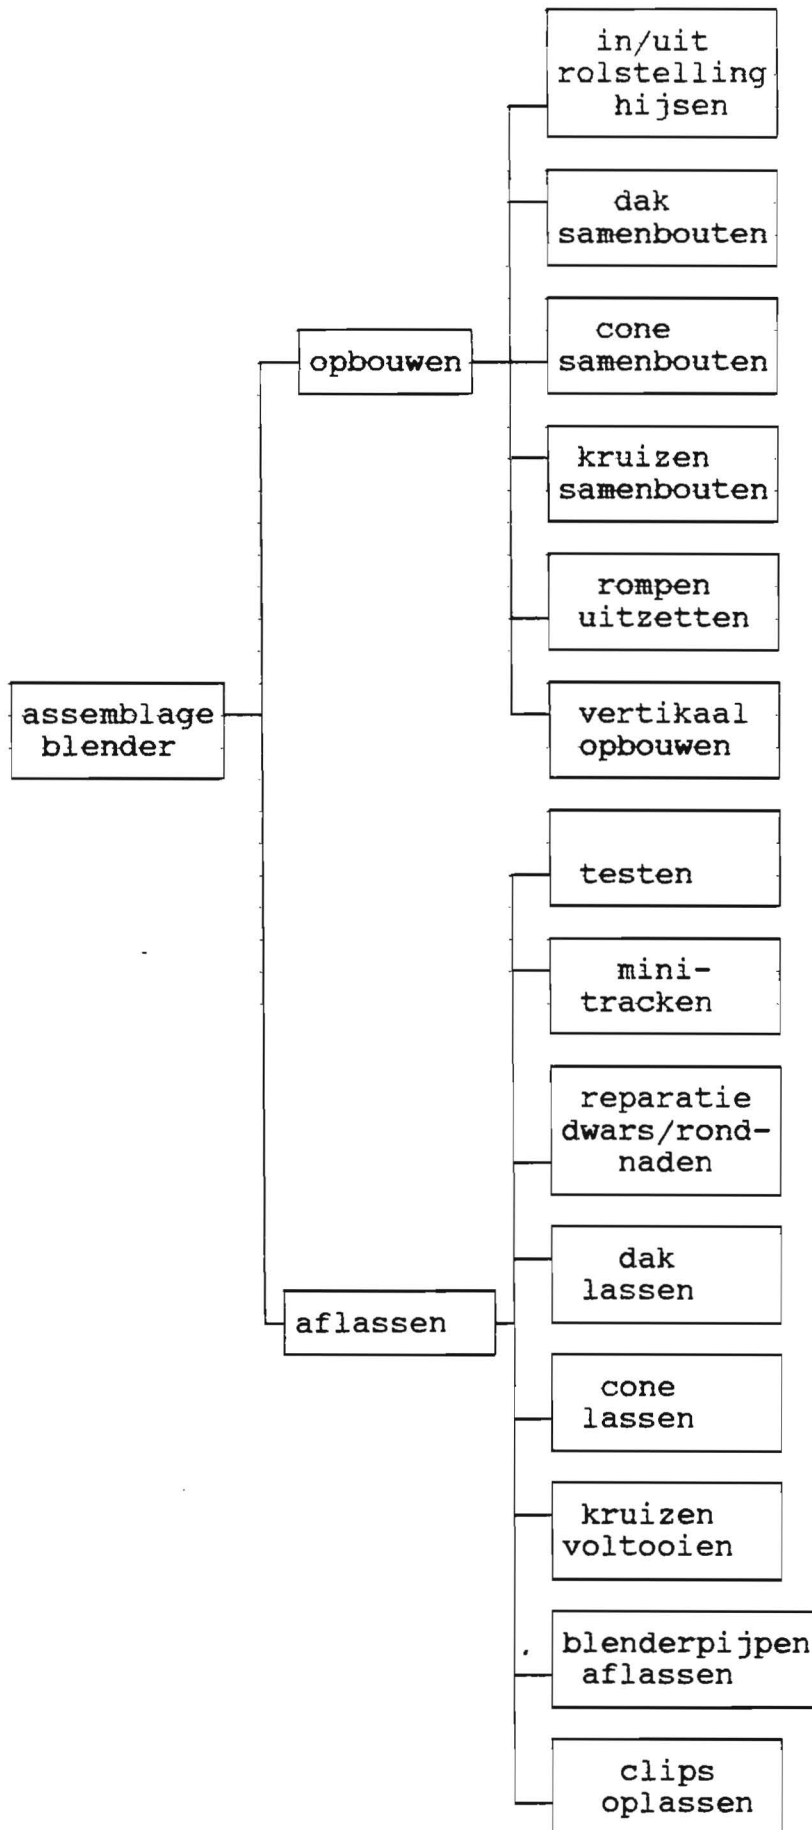 in/uit
rolstelling
hijsen
dak
samenbouten
cone
samenbouten
opbouwen
kruizen
samenbouten
rompen
uitzetten
assemblage
blender
vertikaal
opbouwen
testen
mini-
tracken
reparatie
dwars/rond-
naden
dak
lassen
aflassen
cone
lassen
kruizen
voltooien
blenderpijpen
aflassen
clips
oplassen